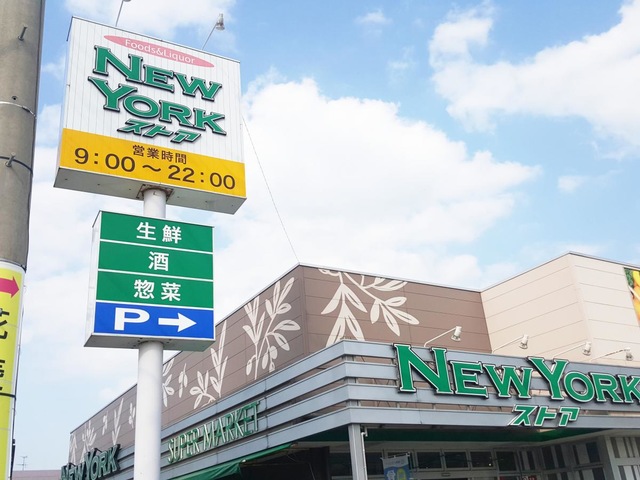 Foods&Liquor
NEW
YORK
ストア
営業時間
9:00～22:00
生鮮
酒
惣菜
P→
NEW YORK
ストア
SUPER MARKET
NEW YORK
花